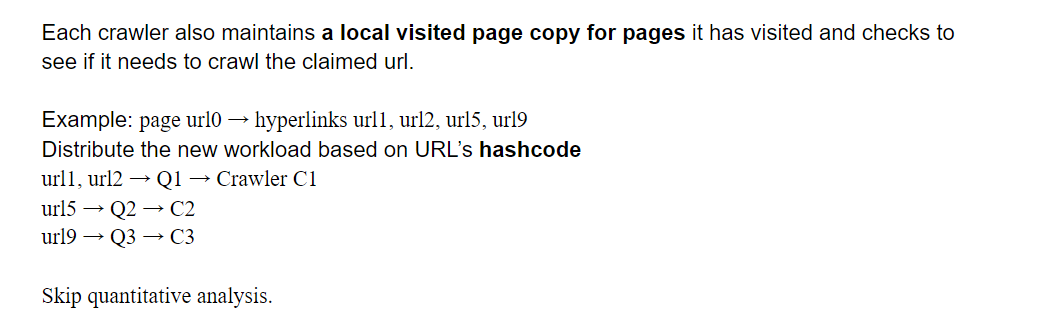 Each crawler also maintains a local visited page copy for pages it has visited and checks to
see if it needs to crawl the claimed url.
Example: page url0 → hyperlinks url1, url2, url5, url9
Distribute the new workload based on URL’s hashcode
url1, url2 → Q1 → Crawler C1
url5 → Q2 → C2
url9 → Q3 → C3
Skip quantitative analysis.